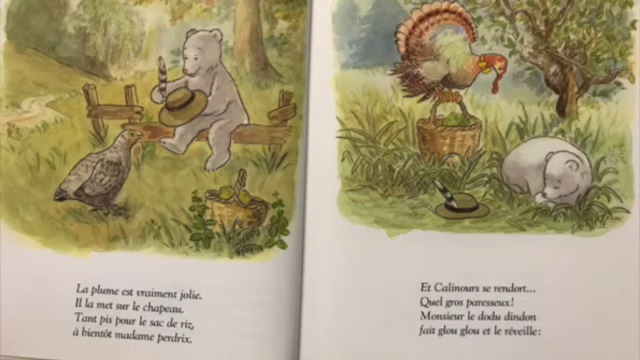 La plume est vraiment jolie.
Il la met sur le chapeau.
Tant pis pour le sac de riz,
à bientôt madame perdrix.
Et Calinours se rendort...
Quel gros paresseux!
Monsieur le dodu dindon
fait glou glou et le réveille: